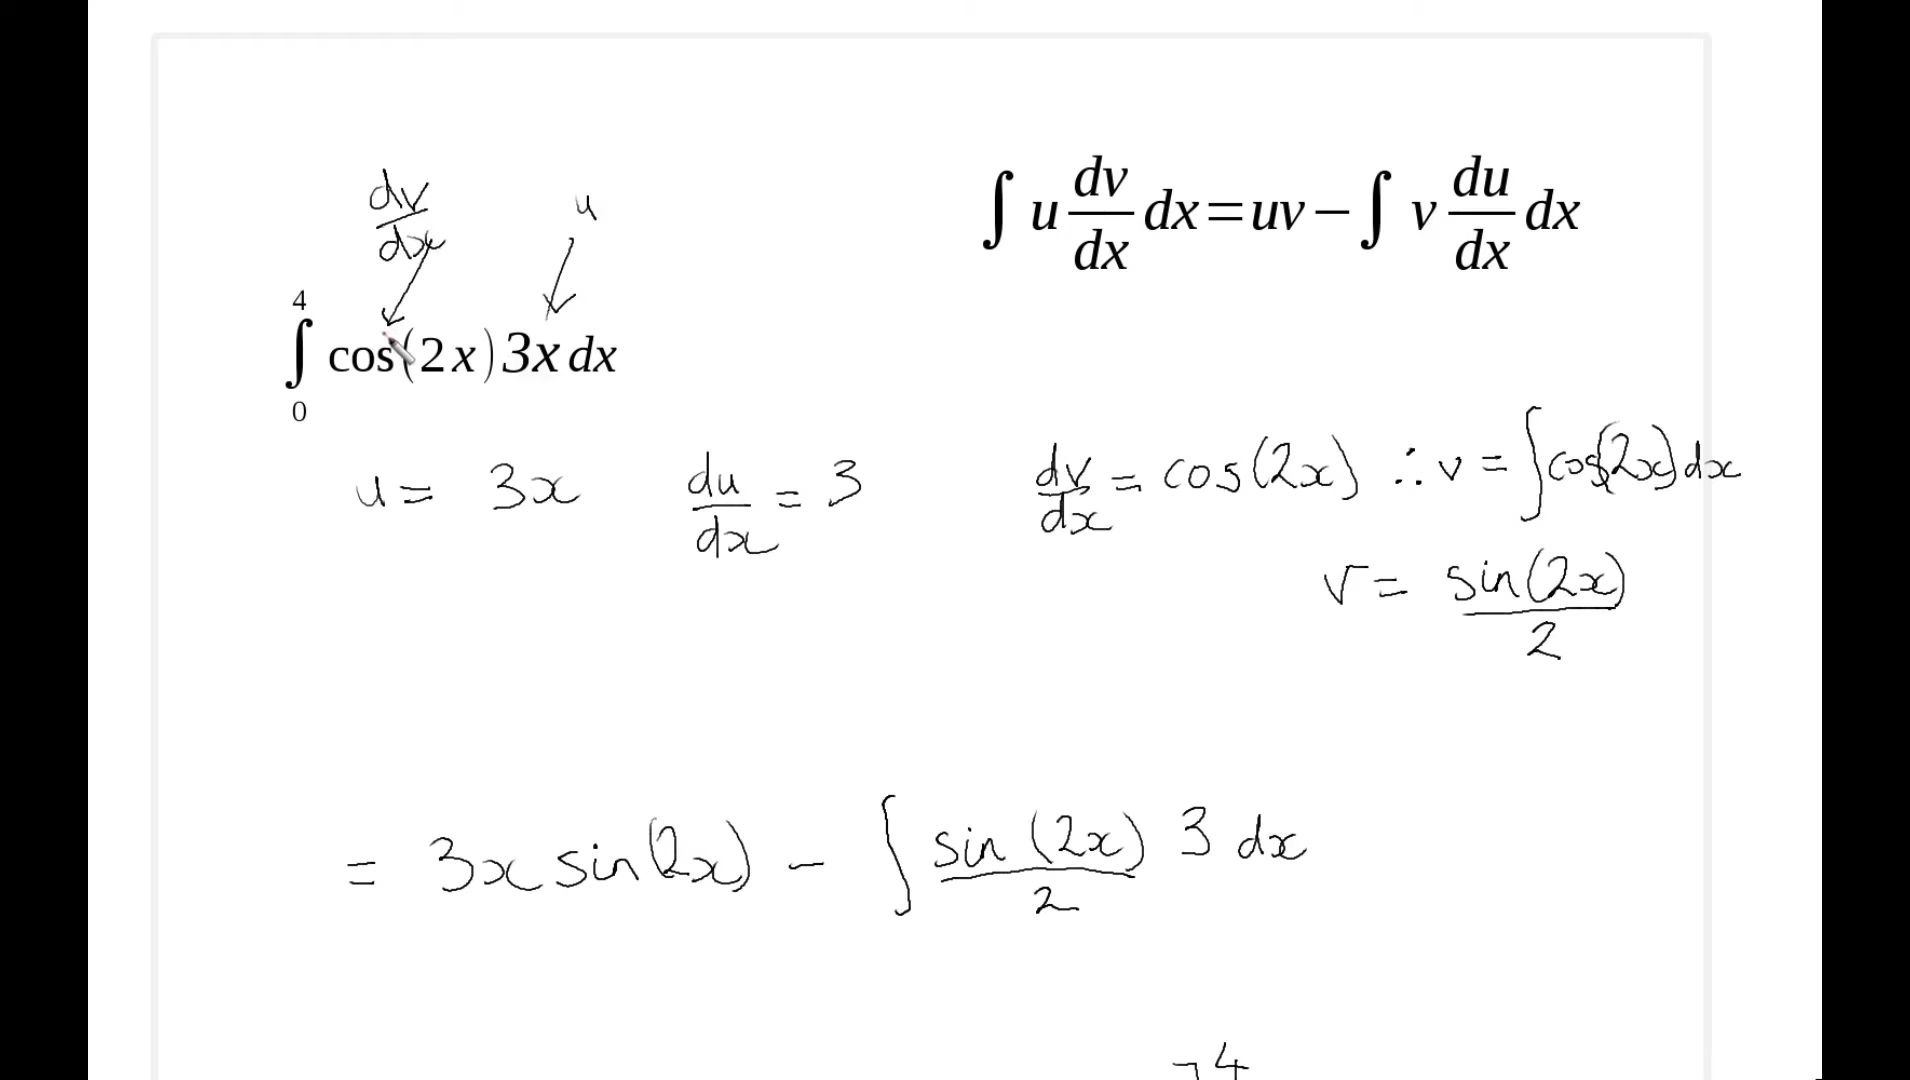 dv/dx u
∫ u dv/dx dx = uv − ∫ v du/dx dx
∫₀⁴ cos(2x) 3x dx
u = 3x du/dx = 3 dv/dx = cos(2x) ∴ v = ∫ cos(2x) dx
v = sin(2x)/2
= 3x sin(2x) − ∫ sin(2x)/2 3 dx
4